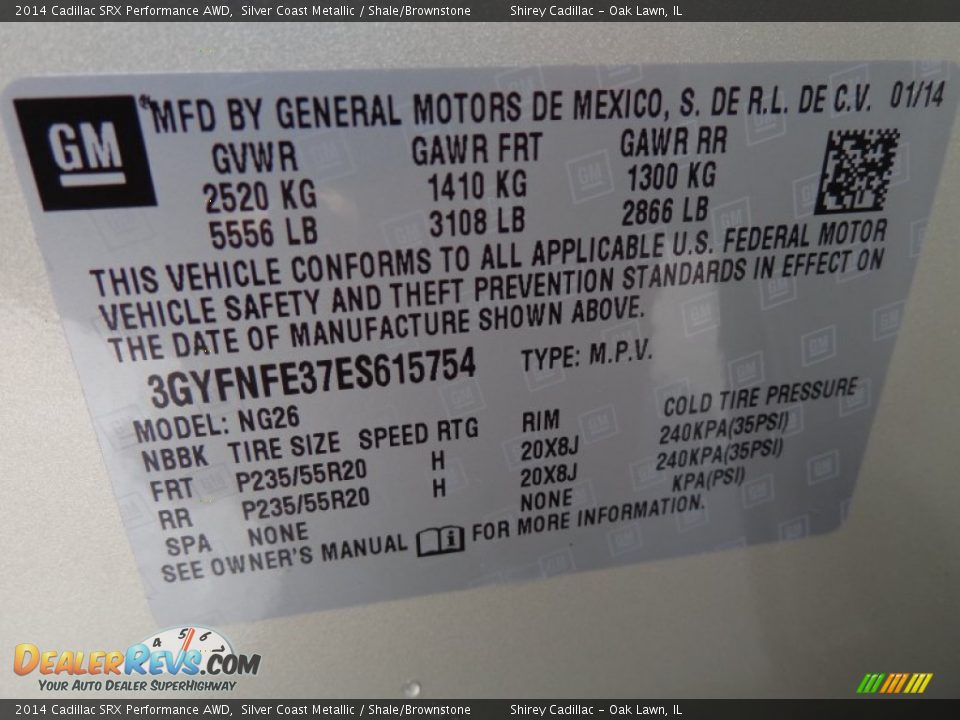 2014 Cadillac SRX Performance AWD, Silver Coast Metallic / Shale/Brownstone Shirey Cadillac - Oak Lawn, IL
GM ® MFD BY GENERAL MOTORS DE MEXICO, S. DE R.L. DE C.V. 01/14
GVWR GAWR FRT GAWR RR
2520 KG 1410 KG 1300 KG
5556 LB 3108 LB 2866 LB
THIS VEHICLE CONFORMS TO ALL APPLICABLE U.S. FEDERAL MOTOR
VEHICLE SAFETY AND THEFT PREVENTION STANDARDS IN EFFECT ON
THE DATE OF MANUFACTURE SHOWN ABOVE.
3GYFNFE37ES615754 TYPE: M.P.V.
MODEL: NG26
NBBK TIRE SIZE SPEED RTG RIM COLD TIRE PRESSURE
FRT P235/55R20 H 20X8J 240KPA(35PSI)
RR P235/55R20 H 20X8J 240KPA(35PSI)
SPA NONE NONE KPA(PSI)
SEE OWNER'S MANUAL i FOR MORE INFORMATION.
4 5 6
DEALERREVS.COM
YOUR AUTO DEALER SUPERHIGHWAY
2014 Cadillac SRX Performance AWD, Silver Coast Metallic / Shale/Brownstone Shirey Cadillac - Oak Lawn, IL